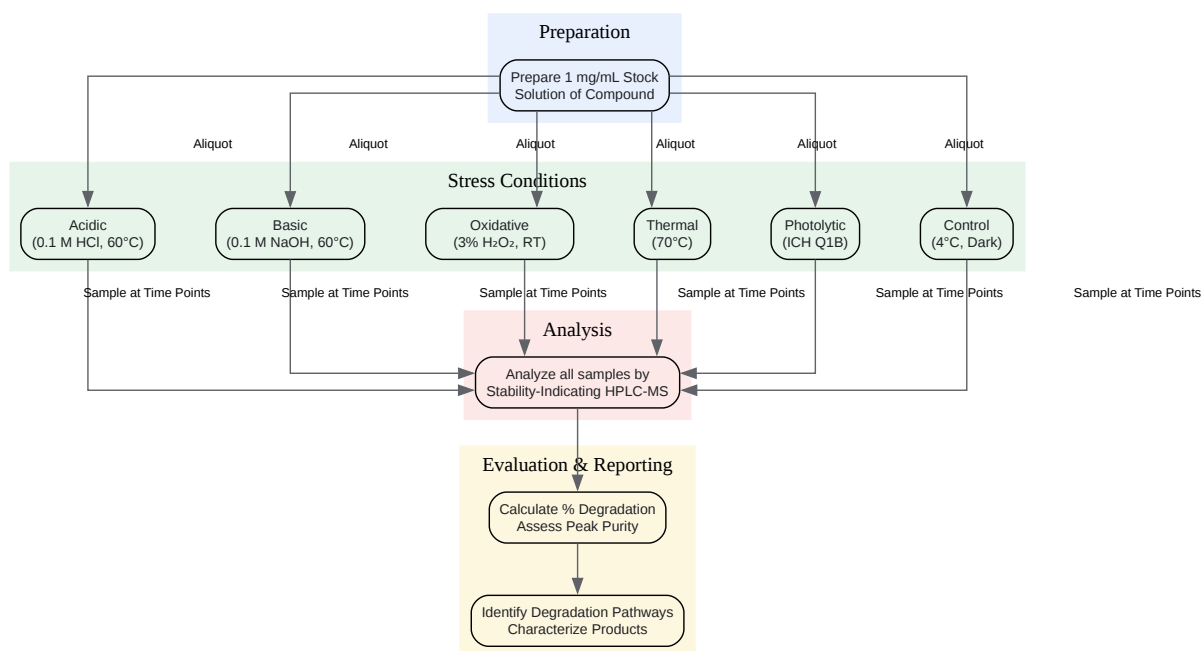 Preparation
Prepare 1 mg/mL Stock
Solution of Compound
Aliquot
Aliquot
Aliquot
Aliquot
Aliquot
Aliquot
Stress Conditions
Acidic
(0.1 M HCl, 60°C)
Basic
(0.1 M NaOH, 60°C)
Oxidative
(3% H₂O₂, RT)
Thermal
(70°C)
Photolytic
(ICH Q1B)
Control
(4°C, Dark)
Sample at Time Points
Sample at Time Points
Sample at Time Points
Sample at Time Points
Sample at Time Points
Sample at Time Points
Analysis
Analyze all samples by
Stability-Indicating HPLC-MS
Evaluation & Reporting
Calculate % Degradation
Assess Peak Purity
Identify Degradation Pathways
Characterize Products